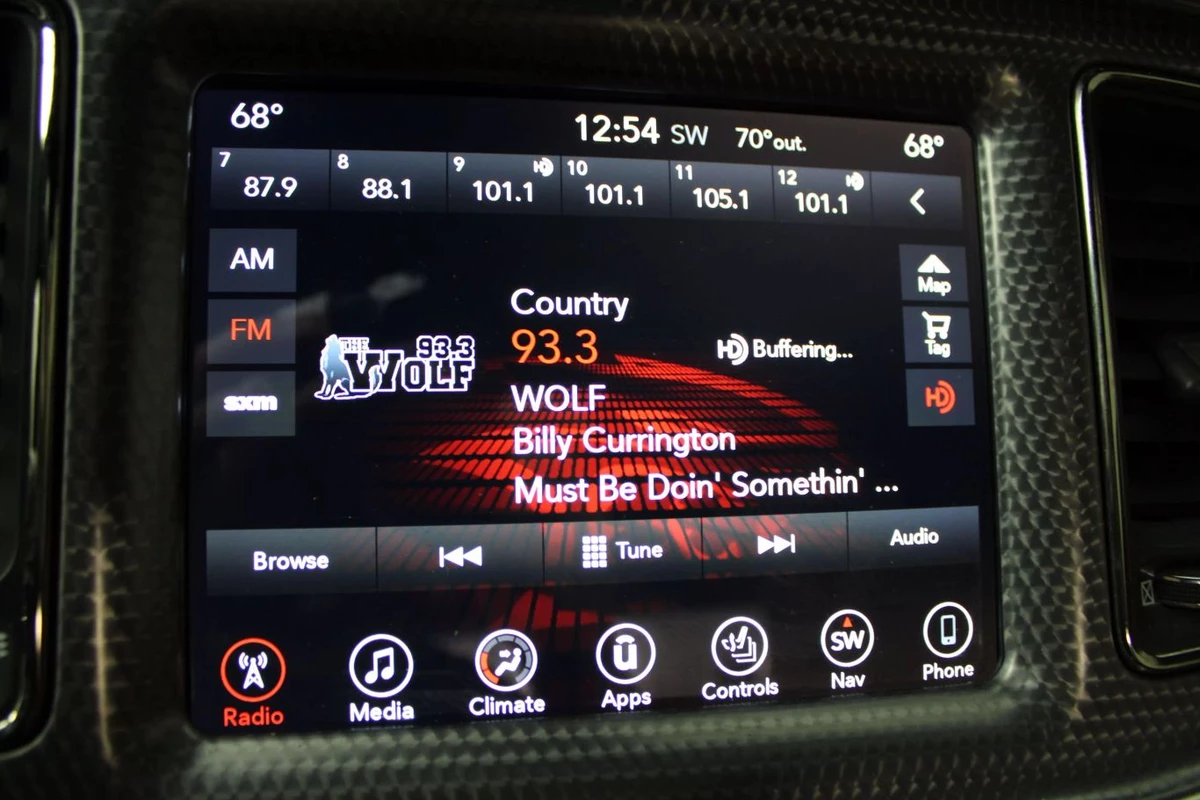 68° 12:54 SW 70°out. 68°
7 8 9 HD 10 11 12 HD
87.9 88.1 101.1 101.1 105.1 101.1
AM
FM
sxm
THE 93.3
WOLF
Country
93.3
HD Buffering...
WOLF
Billy Currington
Must Be Doin' Somethin' ...
Map
Tag
HD
Browse Tune Audio
SW
Radio Media Climate Apps Controls Nav Phone